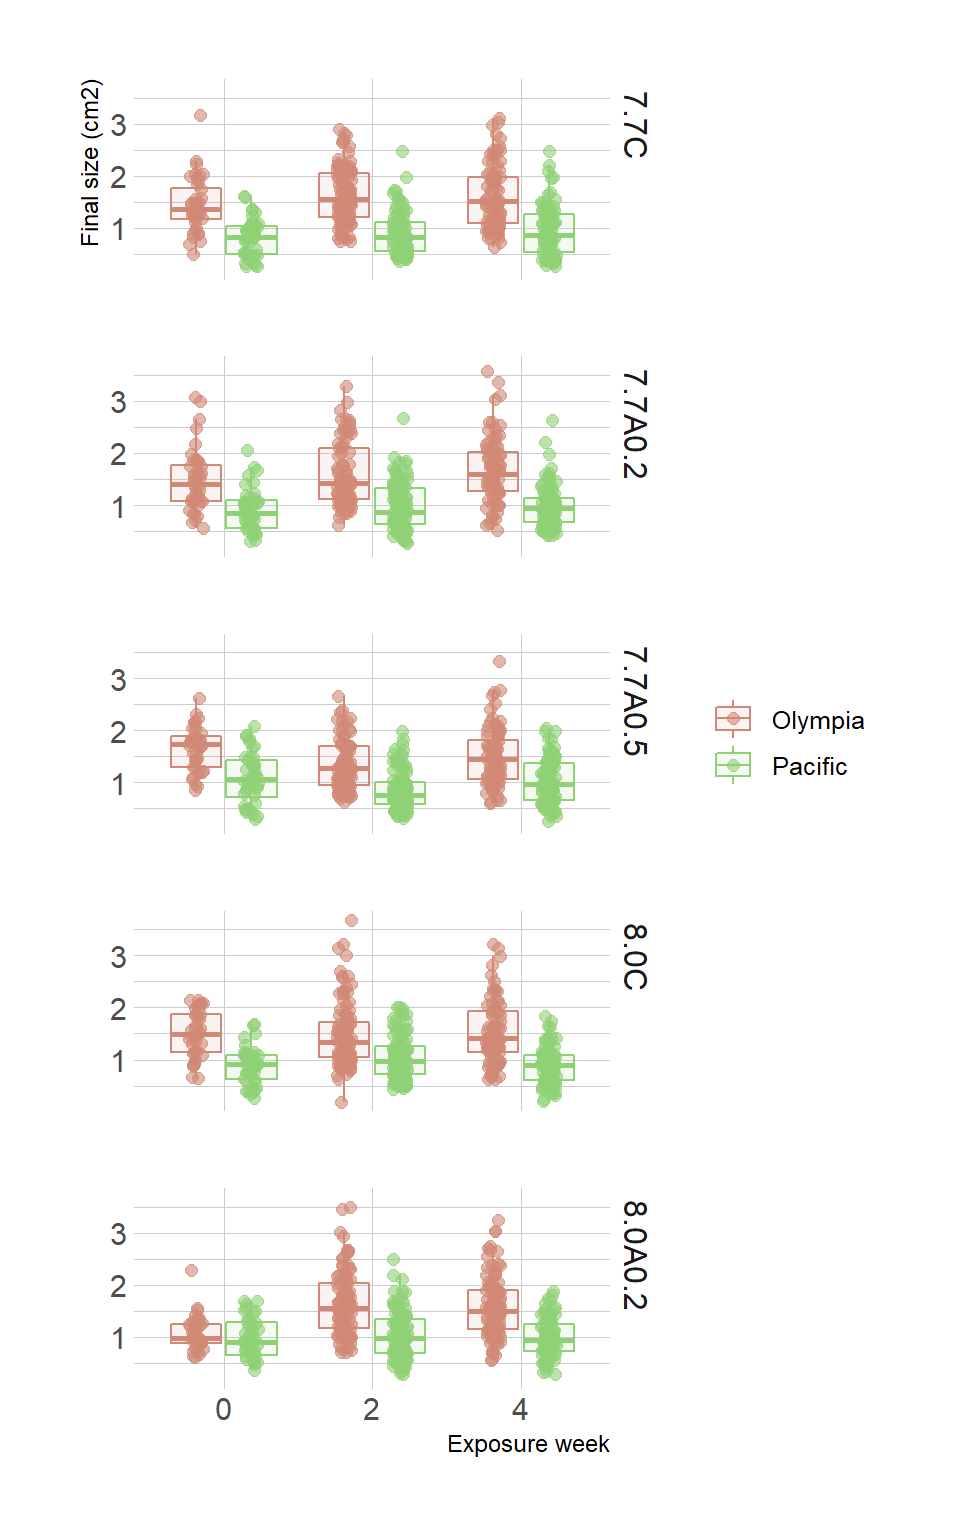 Final size (cm2)
3
2
1
7.7C
3
2
1
7.7A0.2
3
2
1
7.7A0.5
Olympia
Pacific
3
2
1
8.0C
3
2
1
8.0A0.2
0 2 4
Exposure week